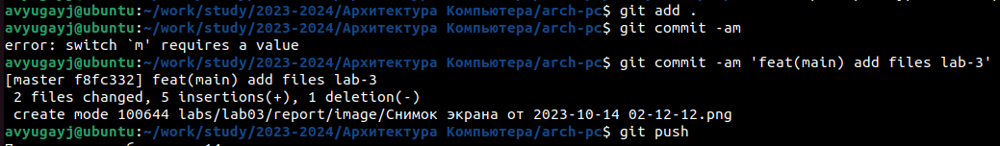 avyugayj@ubuntu:~/work/study/2023-2024/Архитектура Компьютера/arch-pc$ git add .
avyugayj@ubuntu:~/work/study/2023-2024/Архитектура Компьютера/arch-pc$ git commit -am
error: switch `m' requires a value
avyugayj@ubuntu:~/work/study/2023-2024/Архитектура Компьютера/arch-pc$ git commit -am 'feat(main) add files lab-3'
[master f8fc332] feat(main) add files lab-3
 2 files changed, 5 insertions(+), 1 deletion(-)
 create mode 100644 labs/lab03/report/image/Снимок экрана от 2023-10-14 02-12-12.png
avyugayj@ubuntu:~/work/study/2023-2024/Архитектура Компьютера/arch-pc$ git push